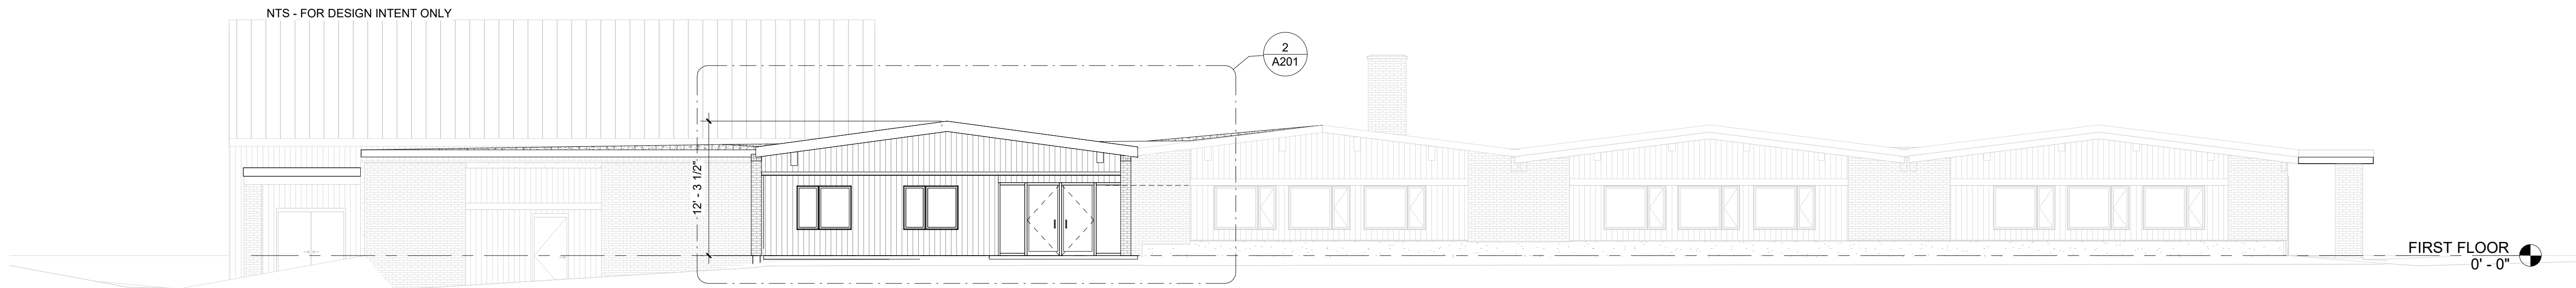 NTS - FOR DESIGN INTENT ONLY
2
A201
12' - 3 1/2"
FIRST FLOOR
0' - 0"